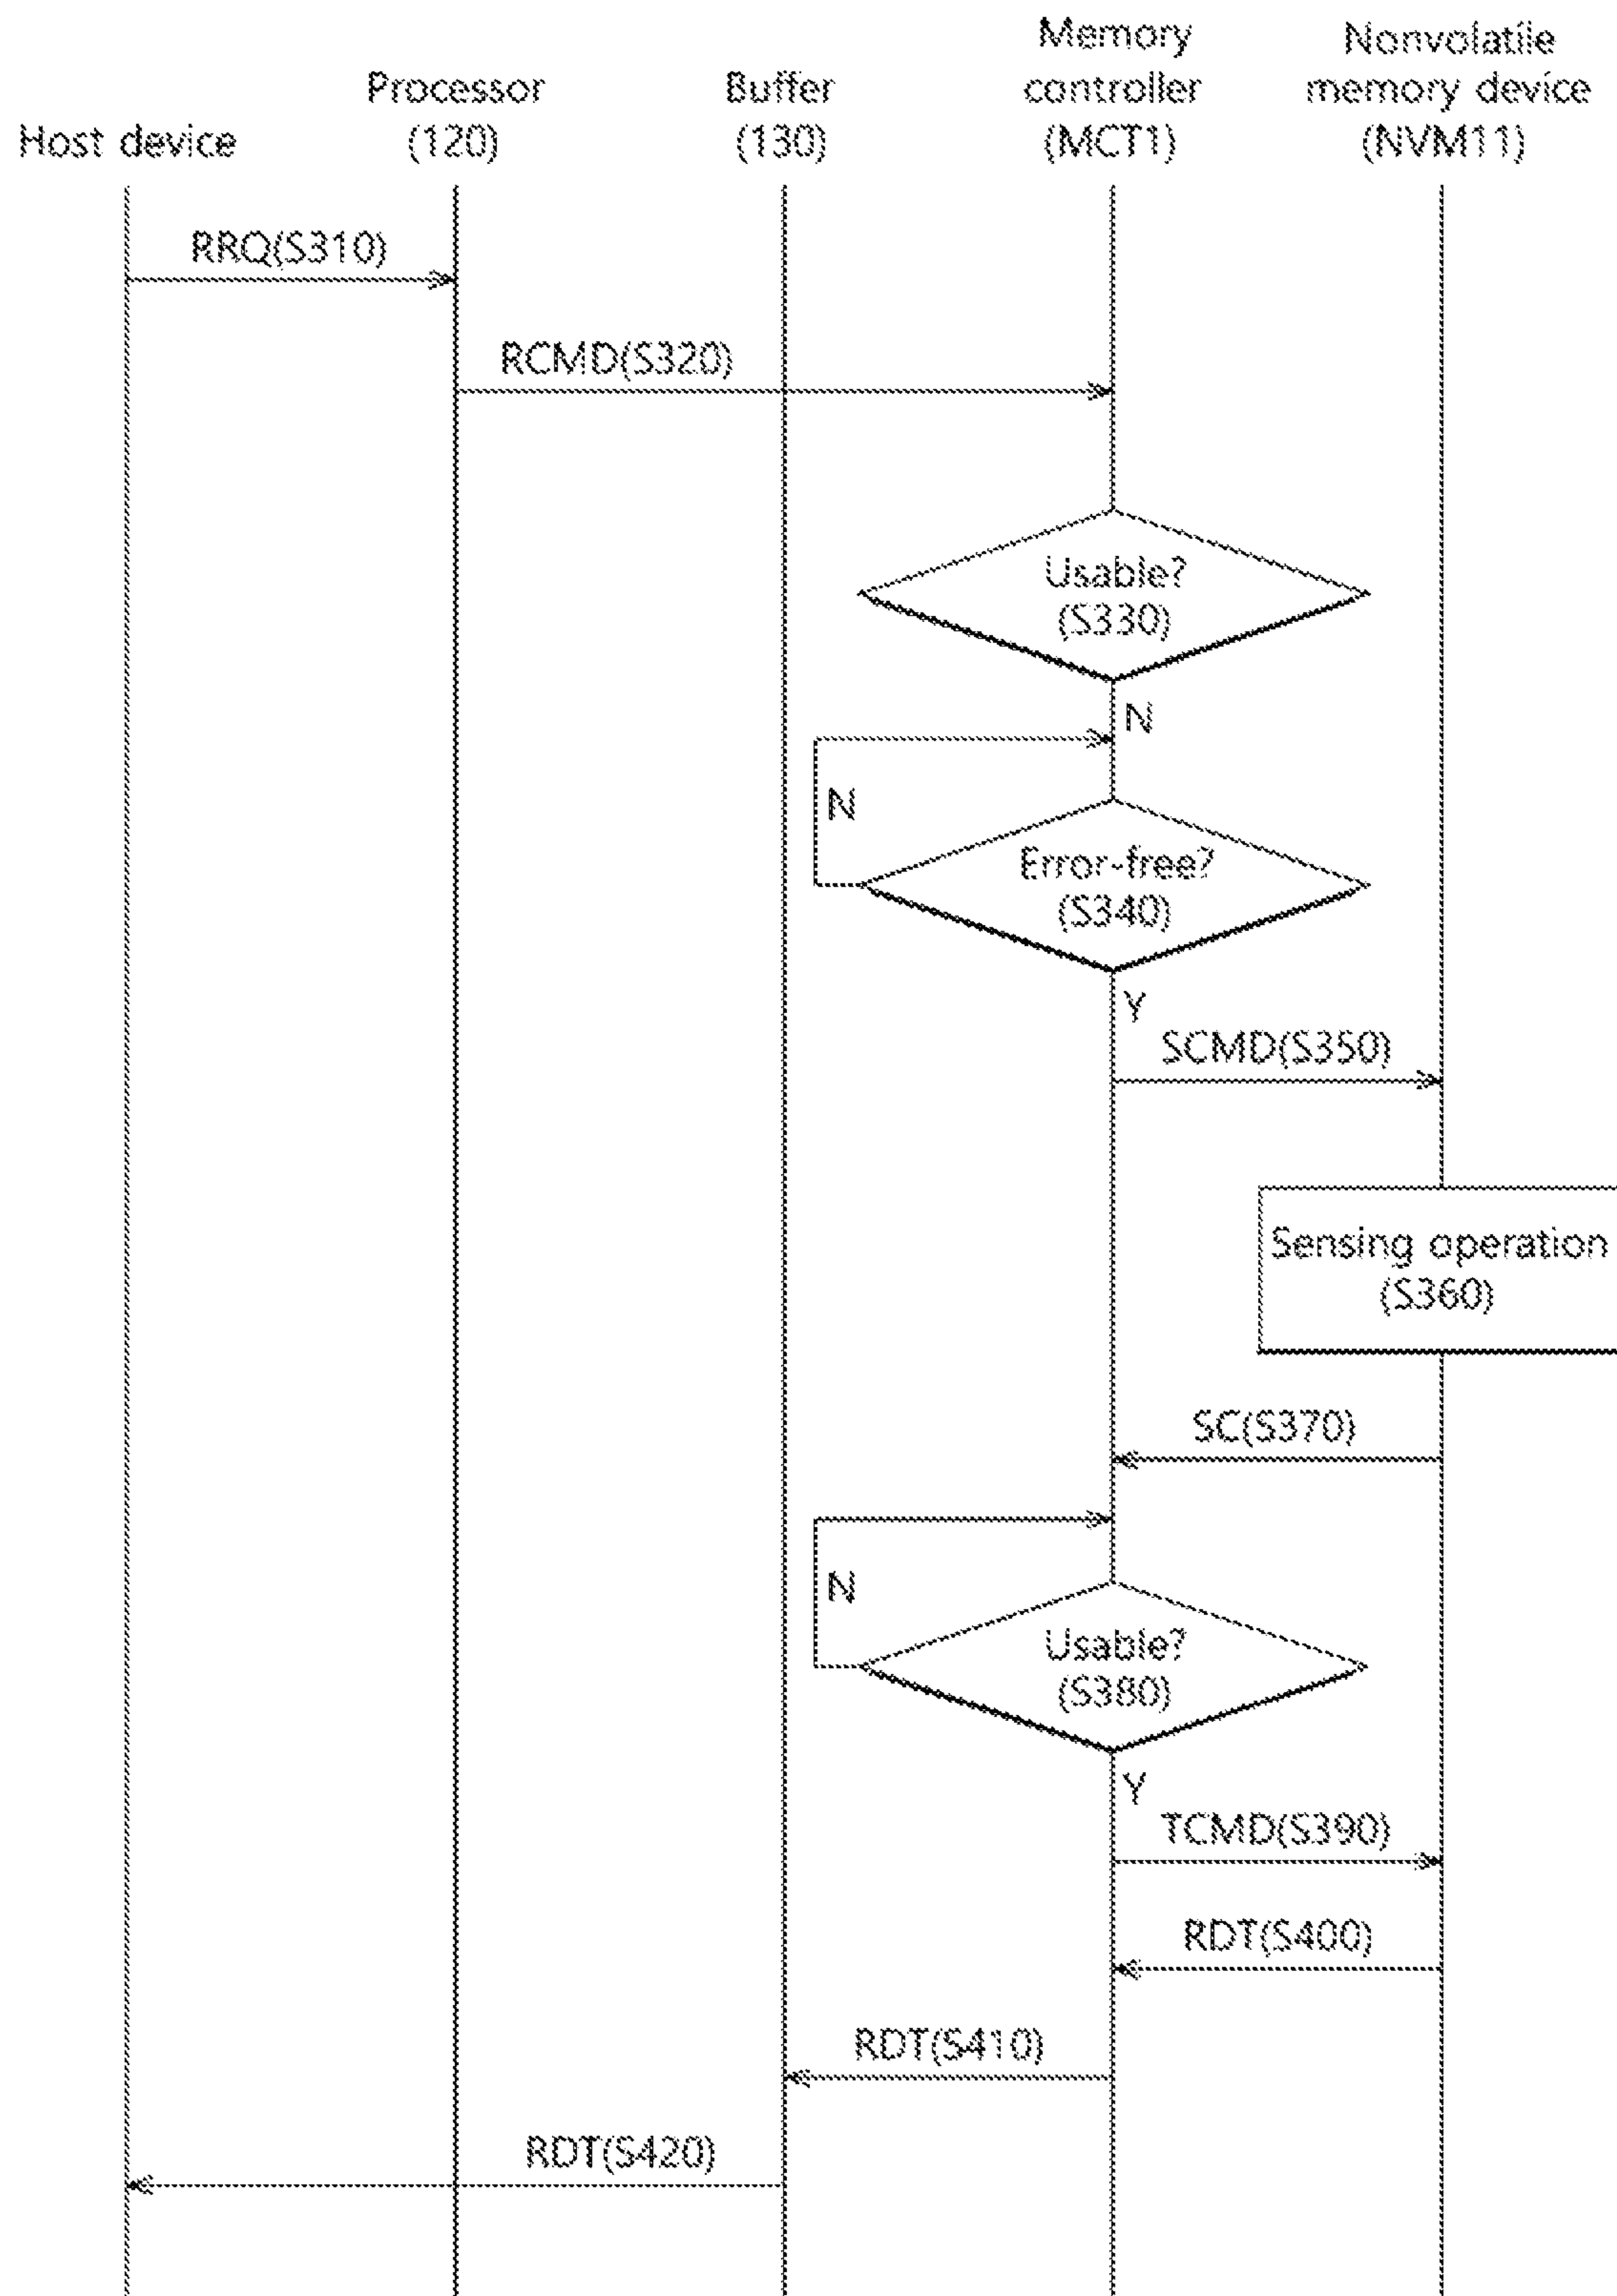 Host device
Processor
(120)
Buffer
(130)
Memory
controller
(MCT1)
Nonvolatile
memory device
(NVM11)
RRQ(S310)
RCMD(S320)
Usable?
(S330)
N
N
Error-free?
(S340)
Y
SCMD(S350)
Sensing operation
(S360)
SC(S370)
N
Usable?
(S380)
Y
TCMD(S390)
RDT(S400)
RDT(S410)
RDT(S420)